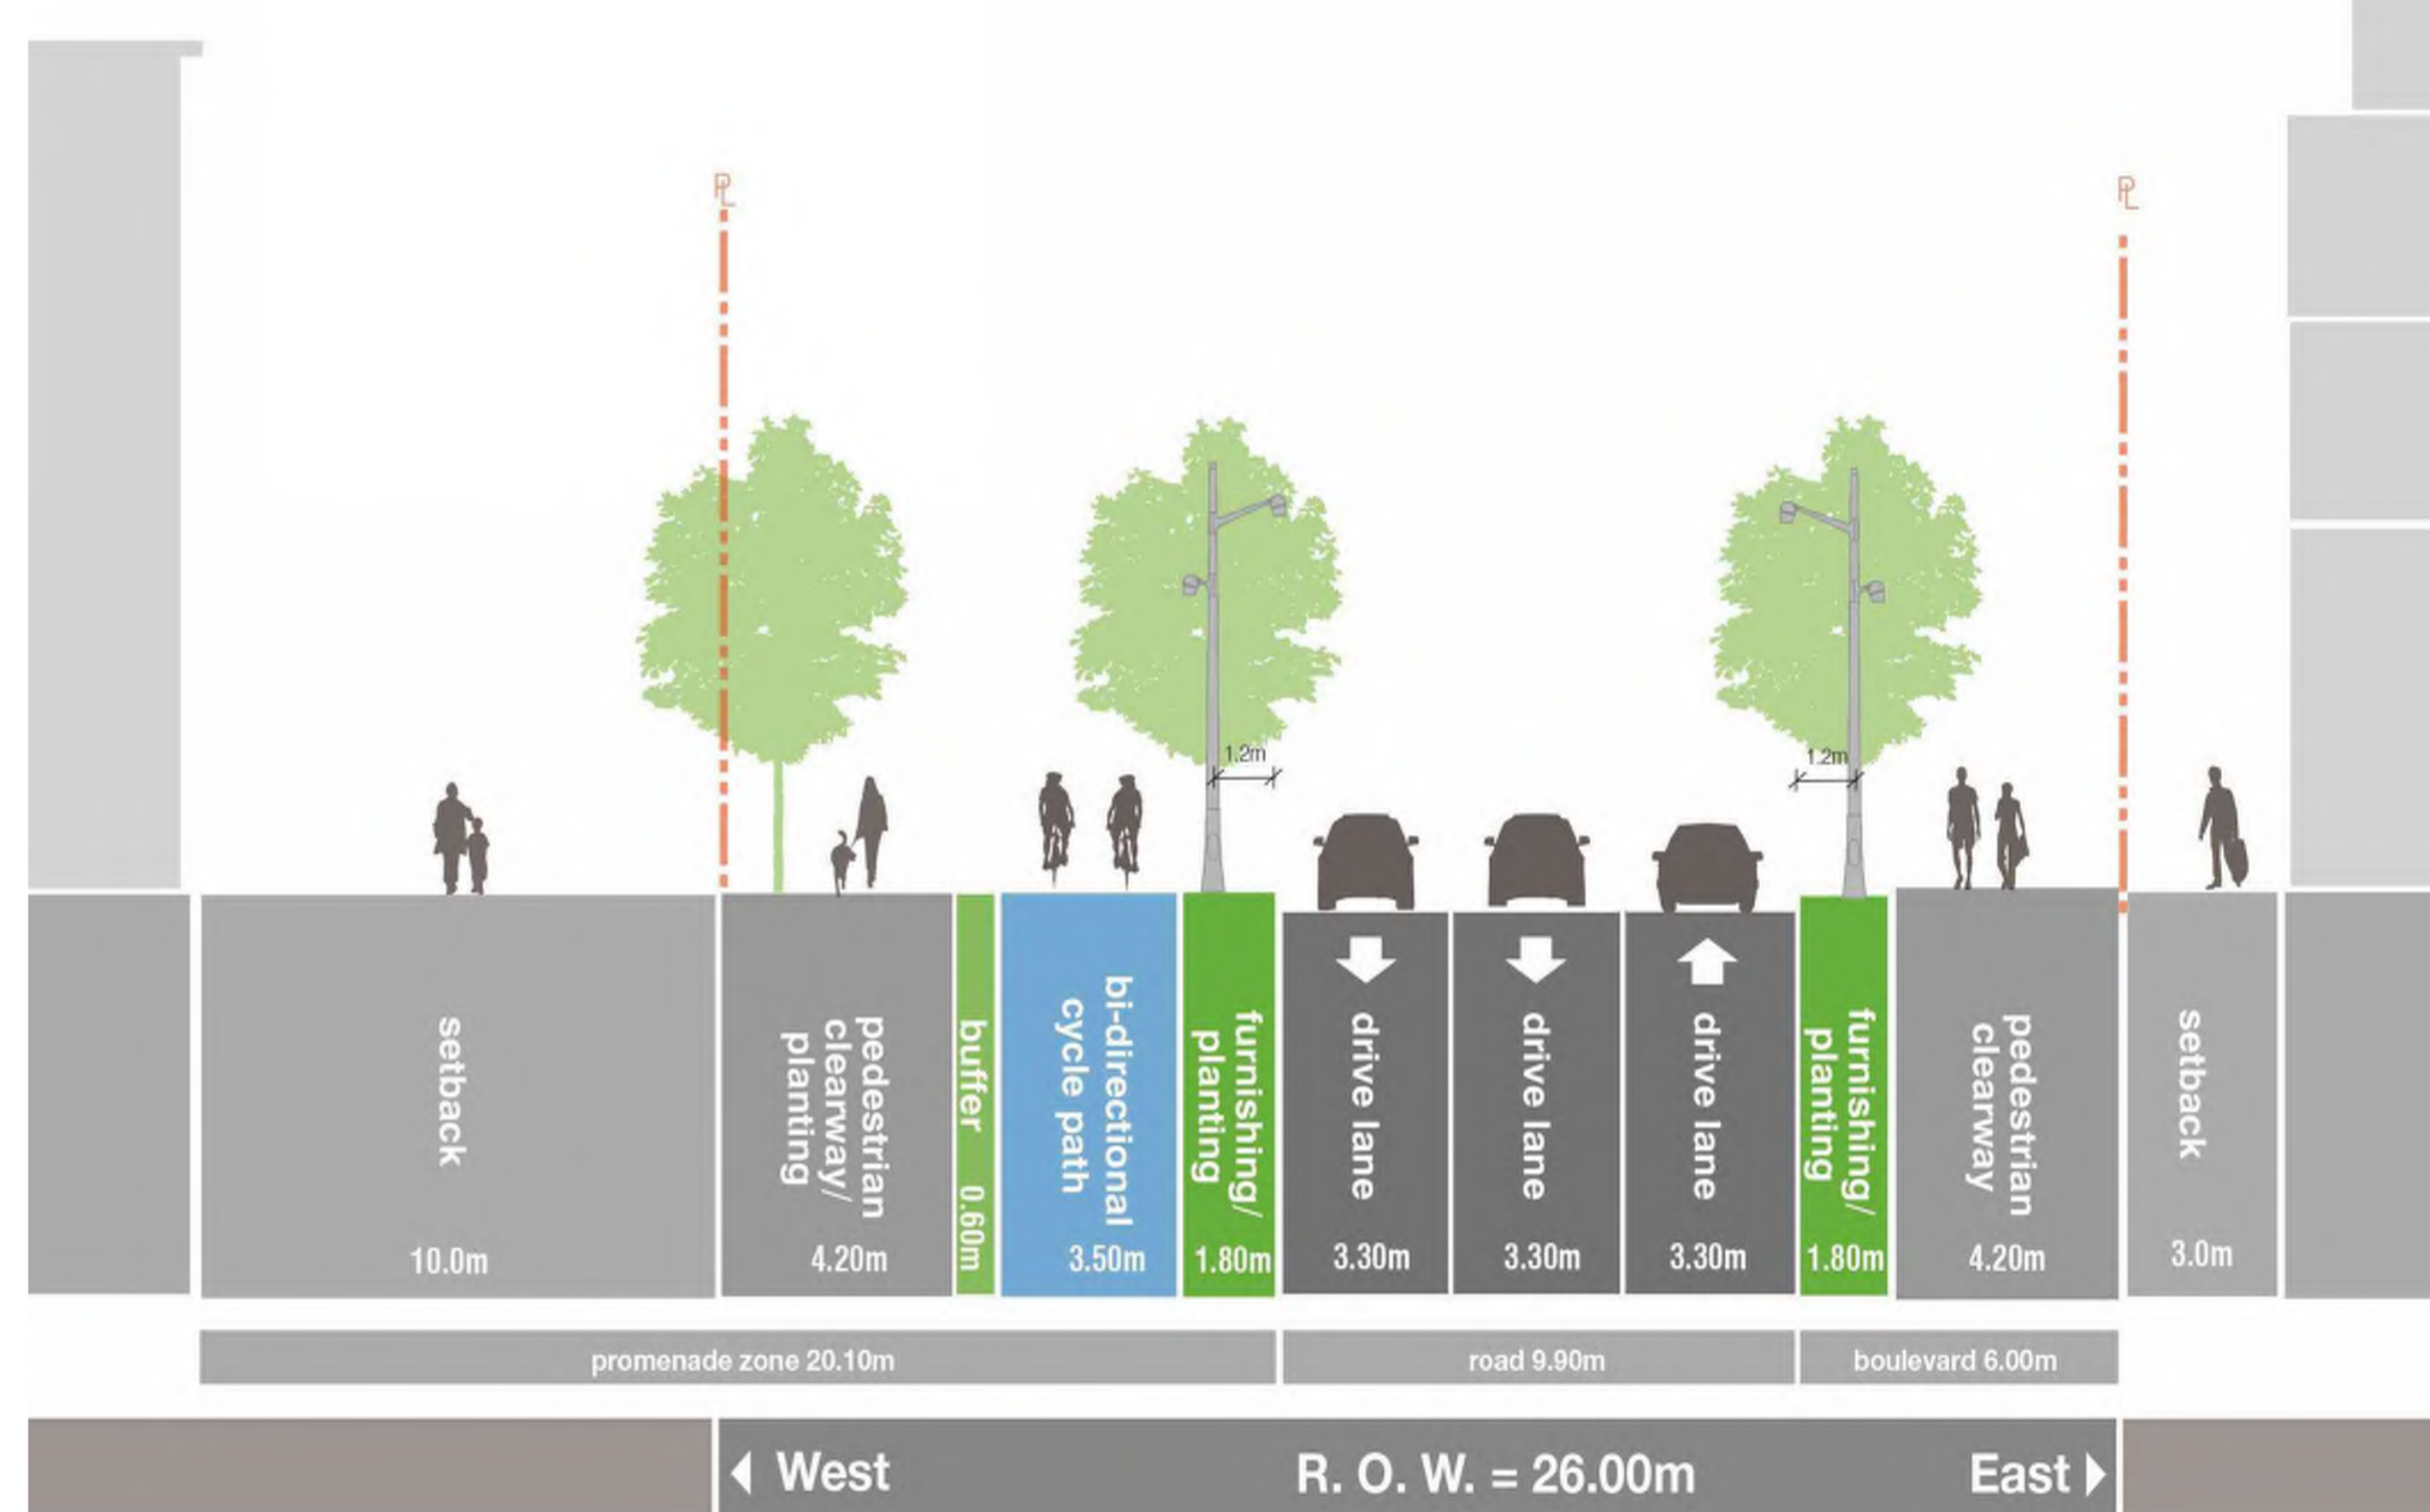 PL
PL
1.2m
1.2m
setback
10.0m
pedestrian
clearway/
planting
4.20m
buffer 0.60m
bi-directional
cycle path
3.50m
furnishing/
planting
1.80m
drive lane
3.30m
drive lane
3.30m
drive lane
3.30m
furnishing/
planting
1.80m
pedestrian
clearway
4.20m
setback
3.0m
promenade zone 20.10m
road 9.90m
boulevard 6.00m
West
R. O. W. = 26.00m
East